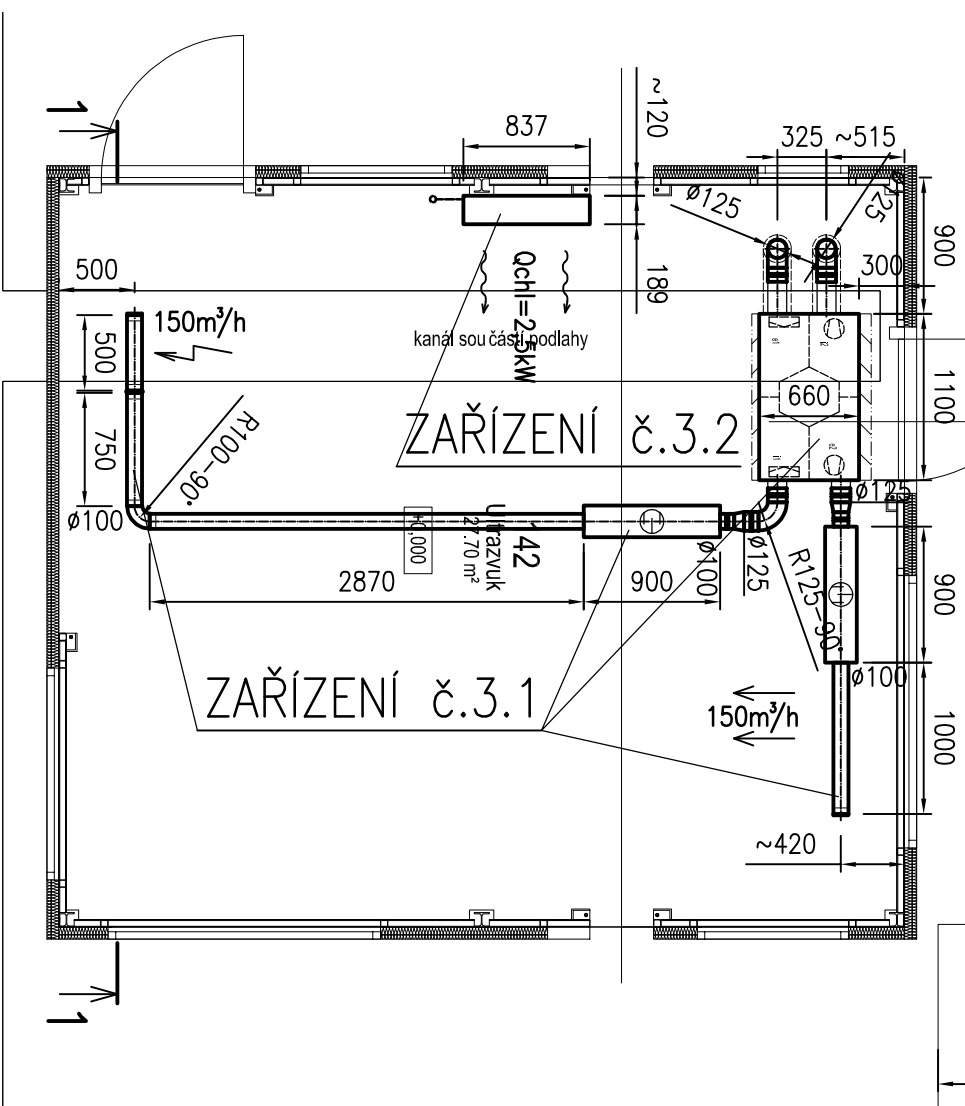 1
837
~120
325
~515
ø125
25
900
300
500
189
Qchl=2,5kW
150m³/h
kanál součástí podlahy
500
1100
660
ZAŘÍZENÍ č.3.2
750
R100-90°
ø125
ø100
±0,000
142
Ultrazvuk
27.70 m²
ø100
ø125
R125-90°
2870
900
900
ø100
ZAŘÍZENÍ č.3.1
150m³/h
1000
~420
1